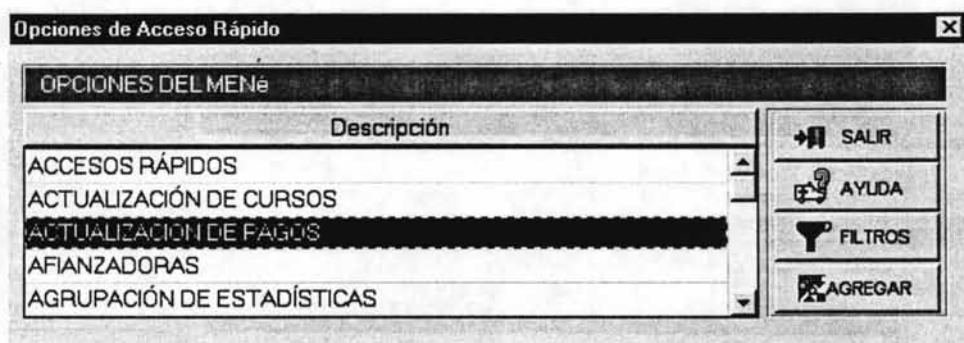 Opciones de Acceso Rápido
OPCIONES DEL MENé
Descripción
ACCESOS RÁPIDOS
ACTUALIZACIÓN DE CURSOS
ACTUALIZACIÓN DE PAGOS
AFIANZADORAS
AGRUPACIÓN DE ESTADÍSTICAS
SALIR
AYUDA
FILTROS
AGREGAR